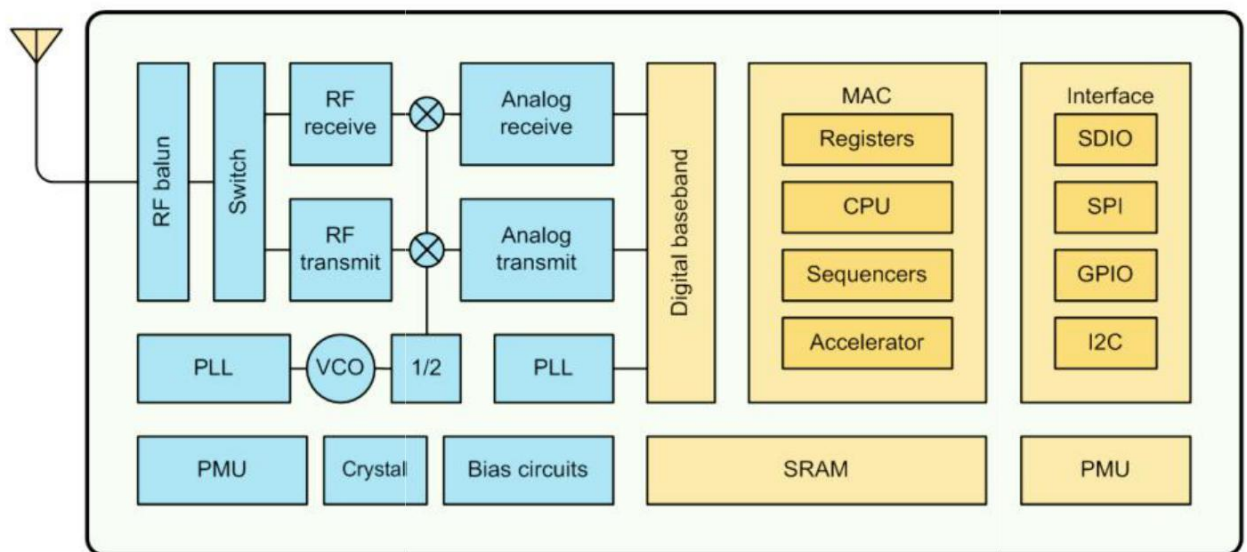 RF balun
Switch
RF
receive
Analog
receive
RF
transmit
Analog
transmit
PLL
VCO
1/2
PLL
Digital baseband
MAC
Registers
CPU
Sequencers
Accelerator
Interface
SDIO
SPI
GPIO
I2C
PMU
Crystal
Bias circuits
SRAM
PMU